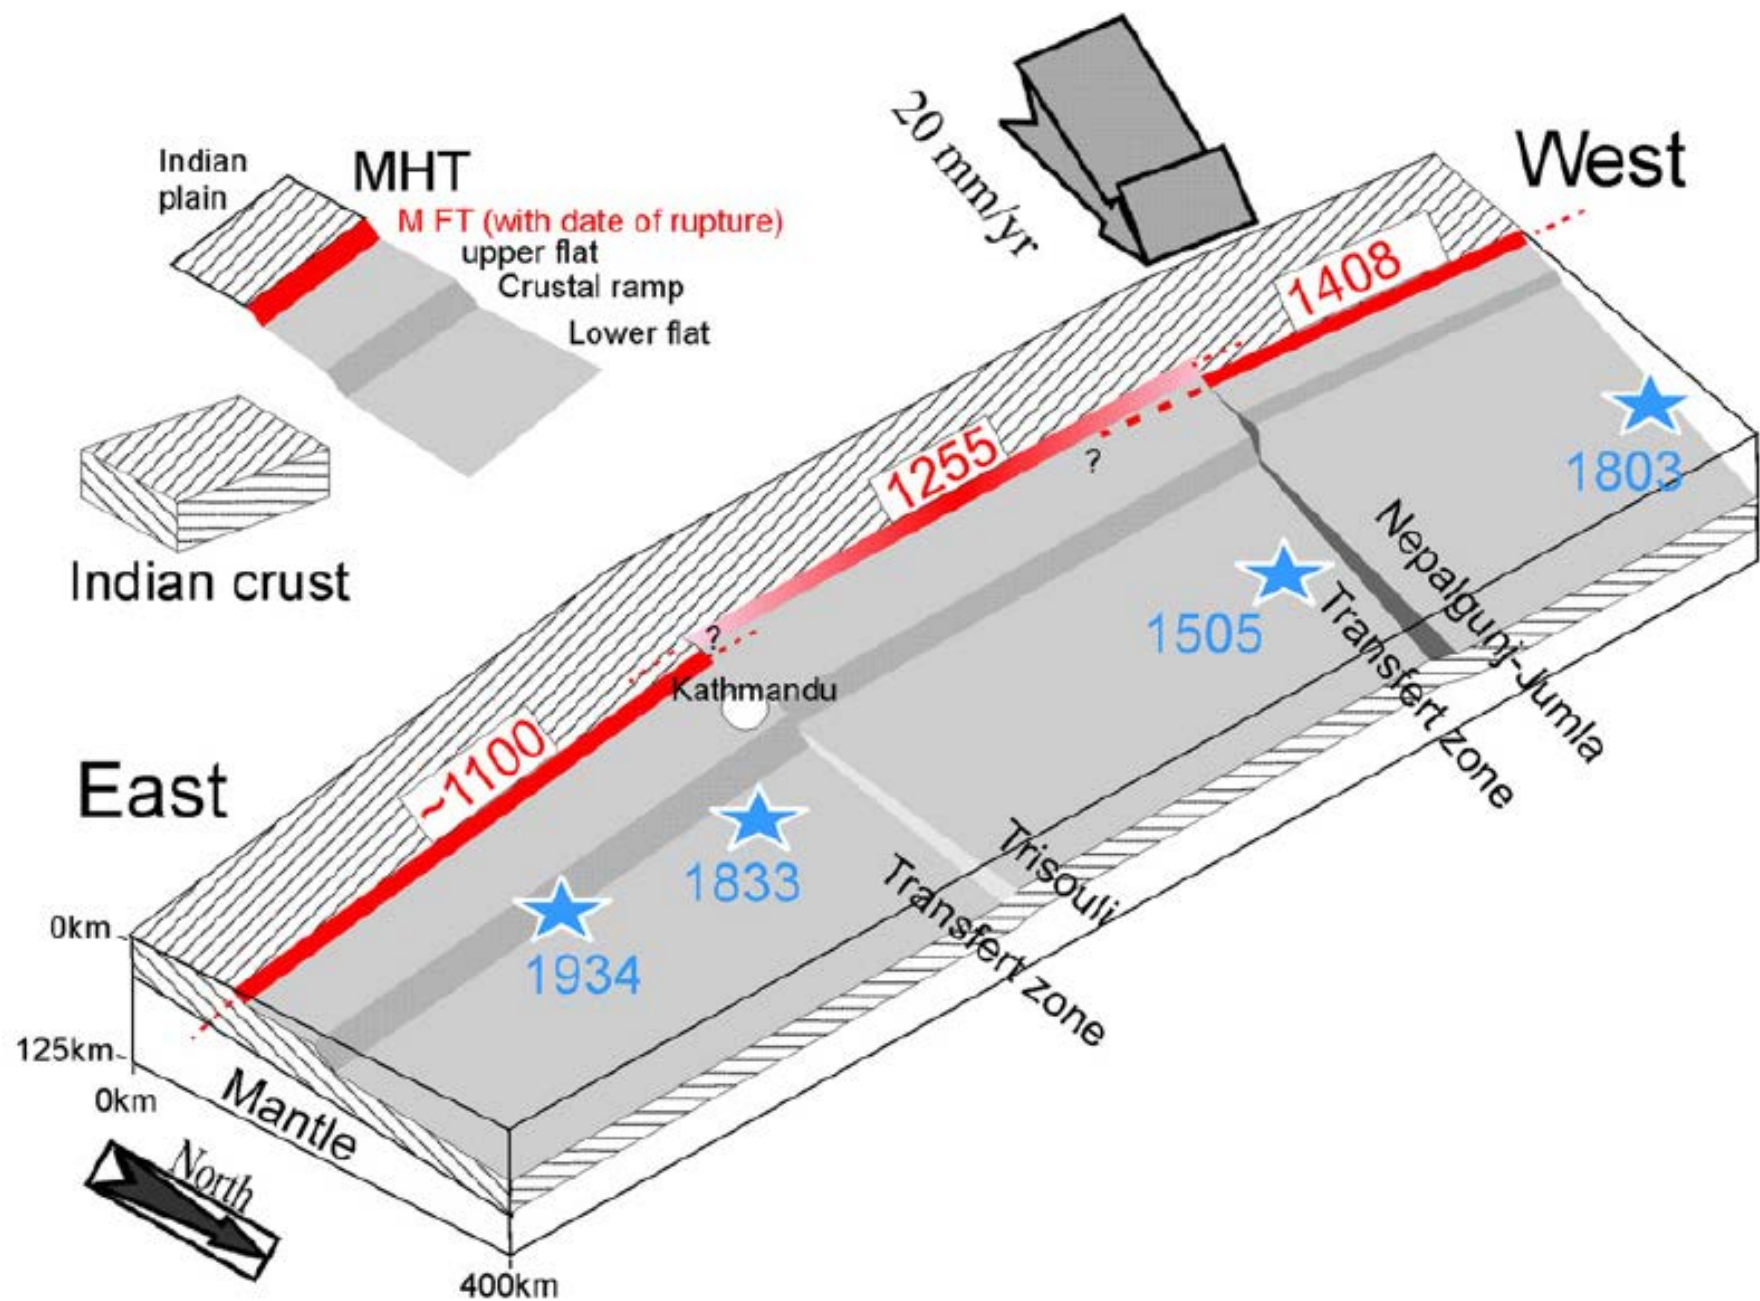 Indian
plain
MHT
M FT (with date of rupture)
upper flat
Crustal ramp
Lower flat
Indian crust
20 mm/yr
West
1408
1255
?
1803
Nepalgunj-Jumla
Transfert zone
1505
?
Kathmandu
~1100
East
1833
1934
Trisouli
Transfert zone
0km
125km
0km
Mantle
North
400km